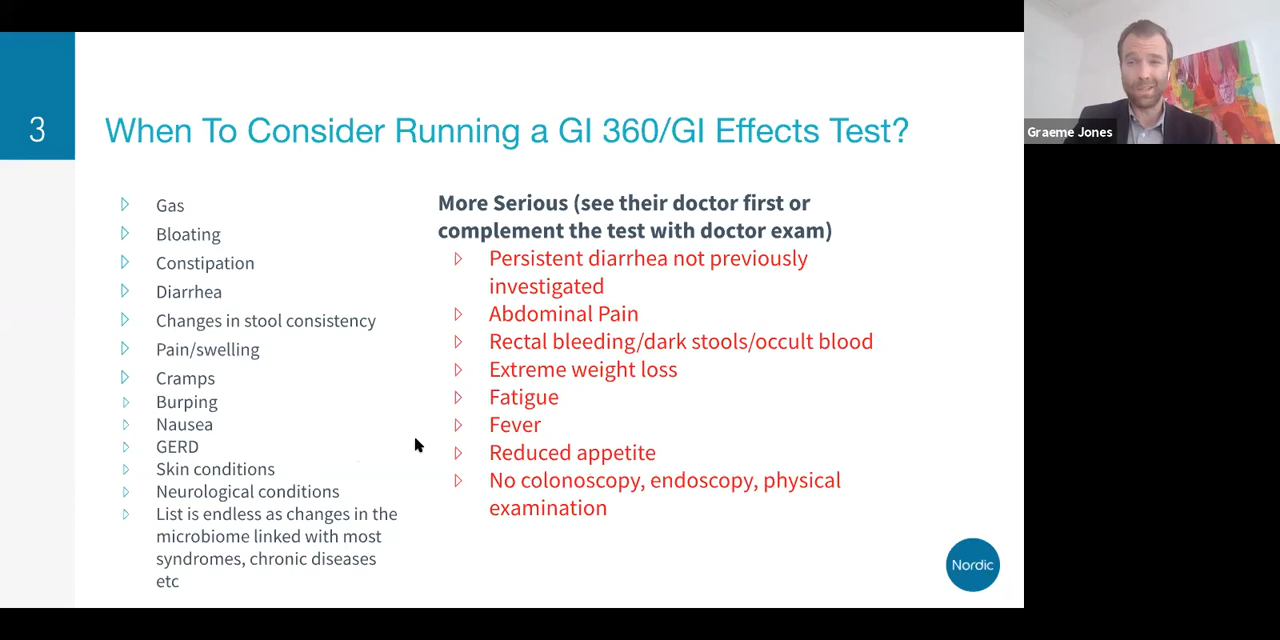 3
When To Consider Running a GI 360/GI Effects Test?
Gas
Bloating
Constipation
Diarrhea
Changes in stool consistency
Pain/swelling
Cramps
Burping
Nausea
GERD
Skin conditions
Neurological conditions
List is endless as changes in the
microbiome linked with most
syndromes, chronic diseases
etc
More Serious (see their doctor first or
complement the test with doctor exam)
Persistent diarrhea not previously
investigated
Abdominal Pain
Rectal bleeding/dark stools/occult blood
Extreme weight loss
Fatigue
Fever
Reduced appetite
No colonoscopy, endoscopy, physical
examination
Nordic
Graeme Jones